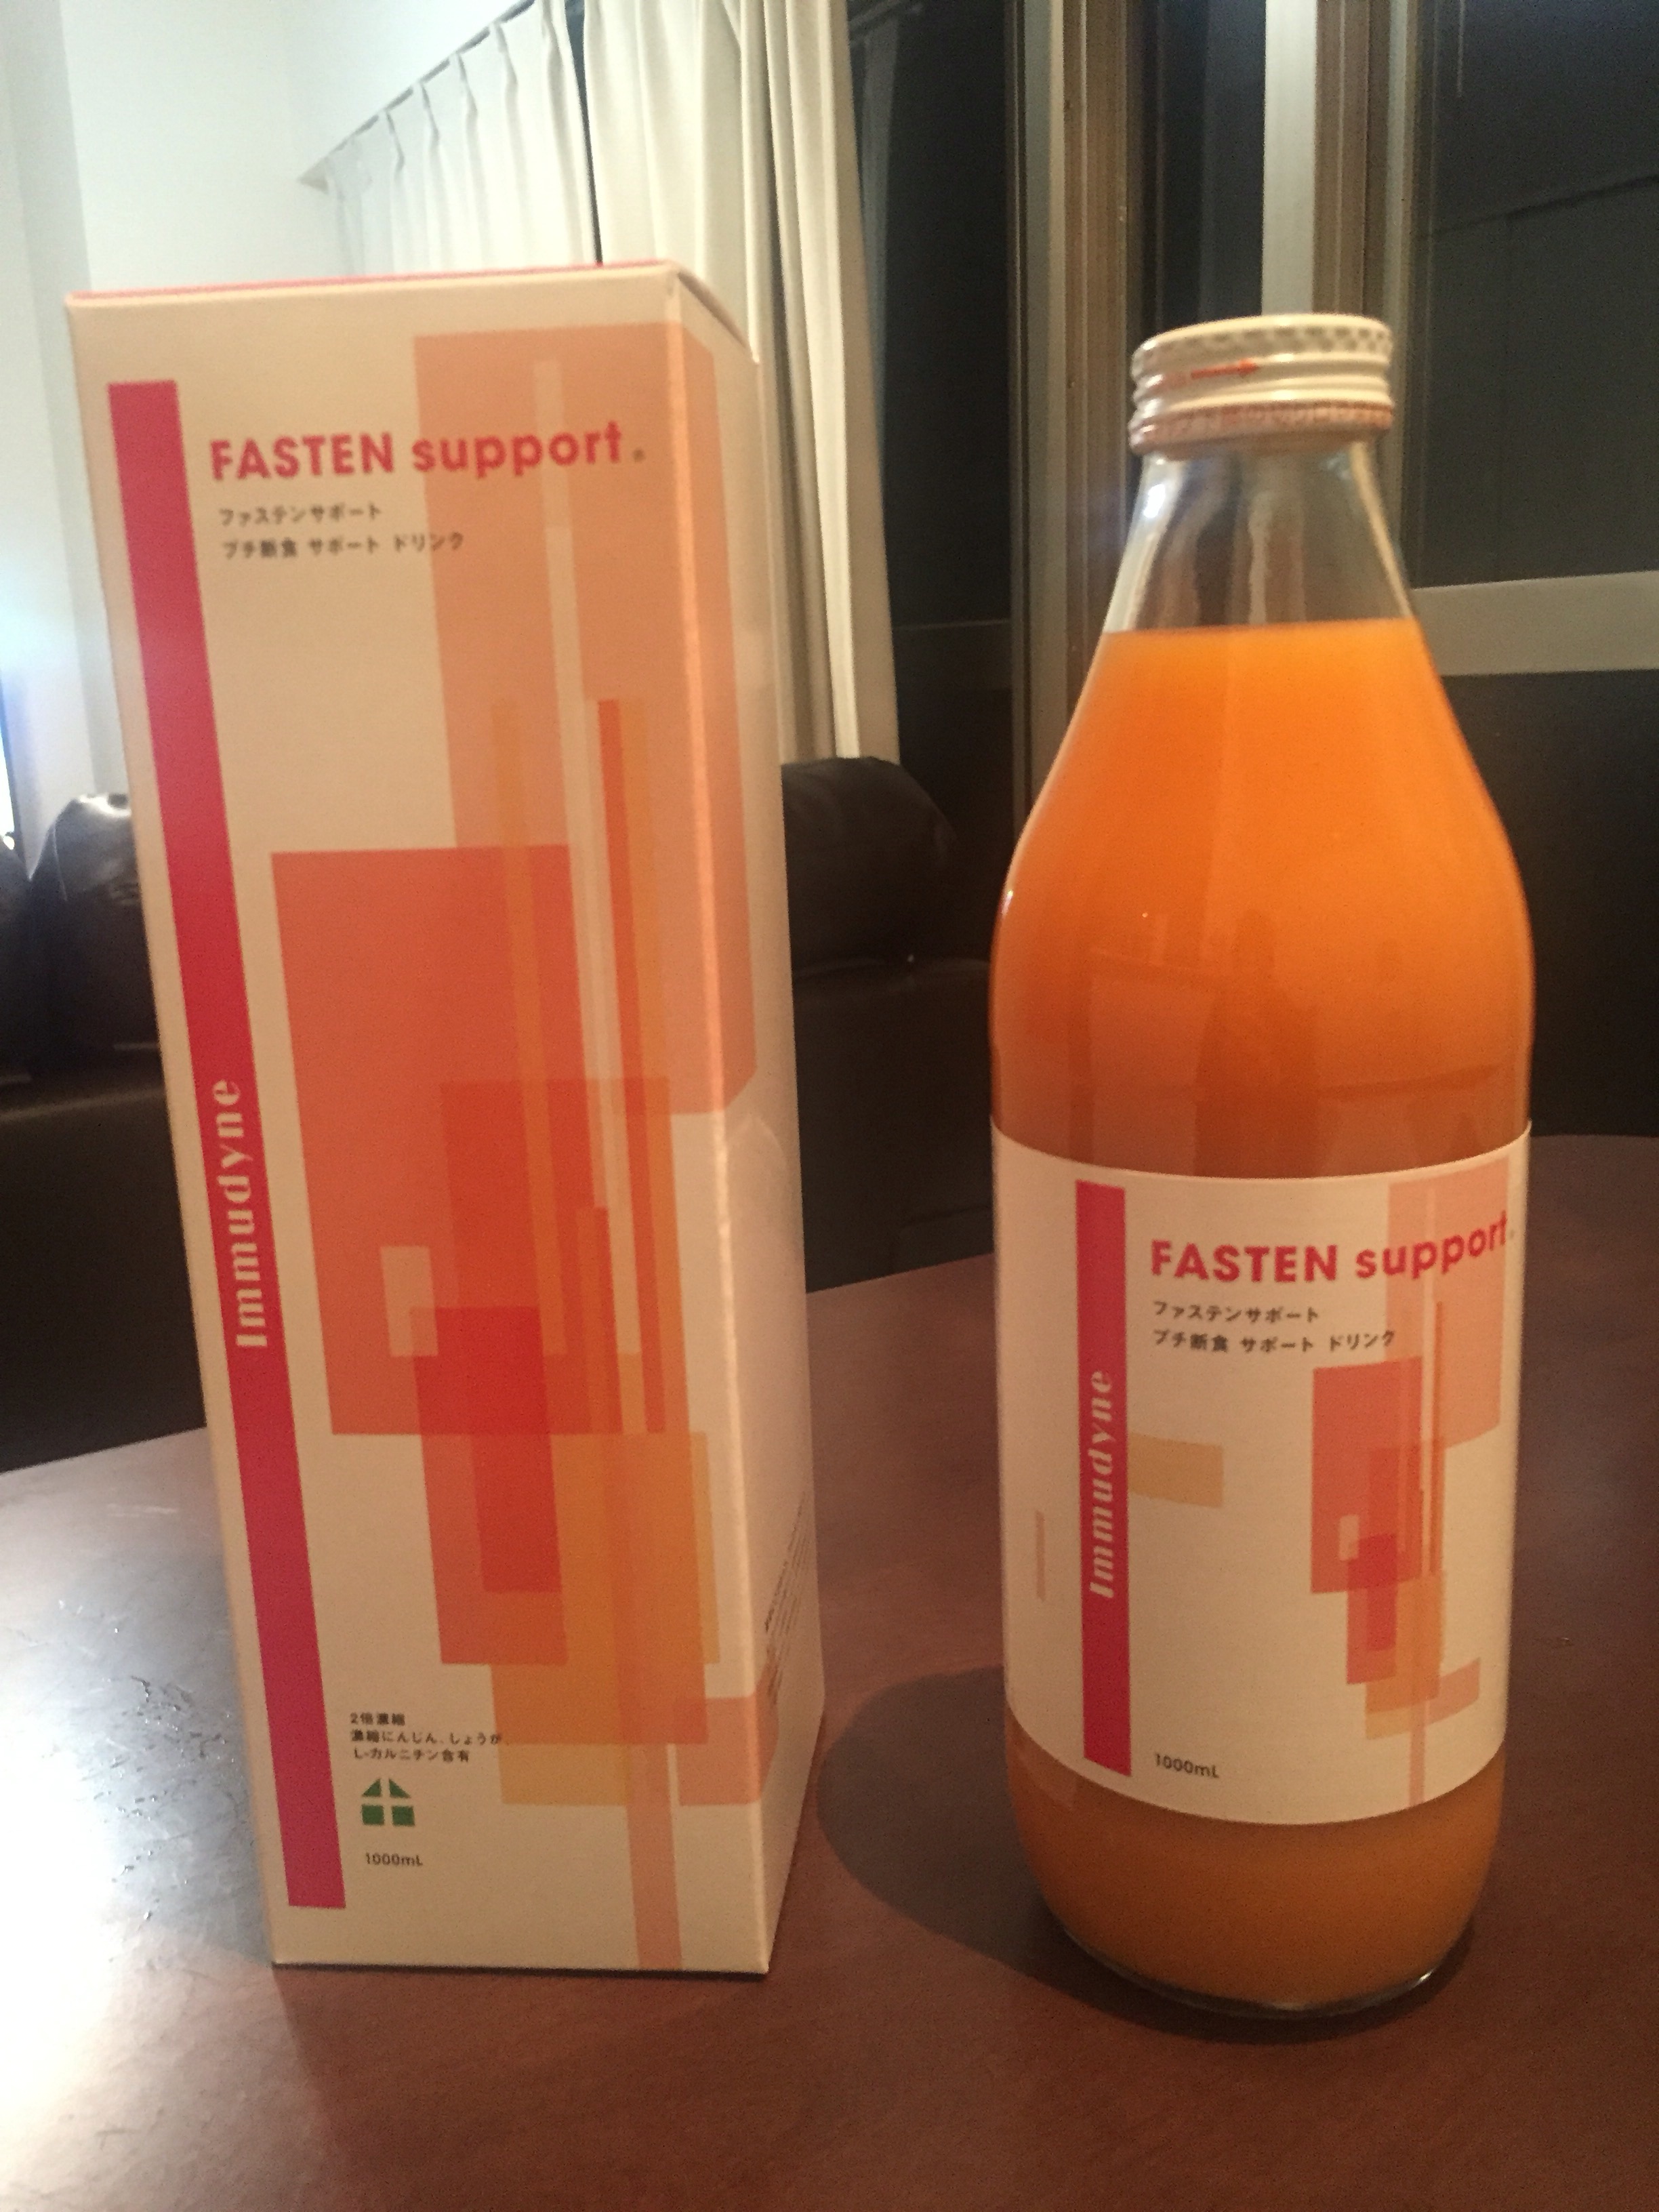 FASTEN support®
ファステンサポート
プチ断食 サポート ドリンク
Immudyne
2倍濃縮
濃縮にんじん、しょうが
L-カルニチン含有
1000mL
FASTEN support®
ファステンサポート
プチ断食 サポート ドリンク
Immudyne
1000mL